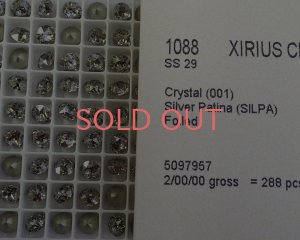 1088 XIRIUS
SS 29
Crystal (001)
Silver Patina (SILPA)
Foiled
SOLD OUT
5097957
2/00/00 gross = 288 pcs